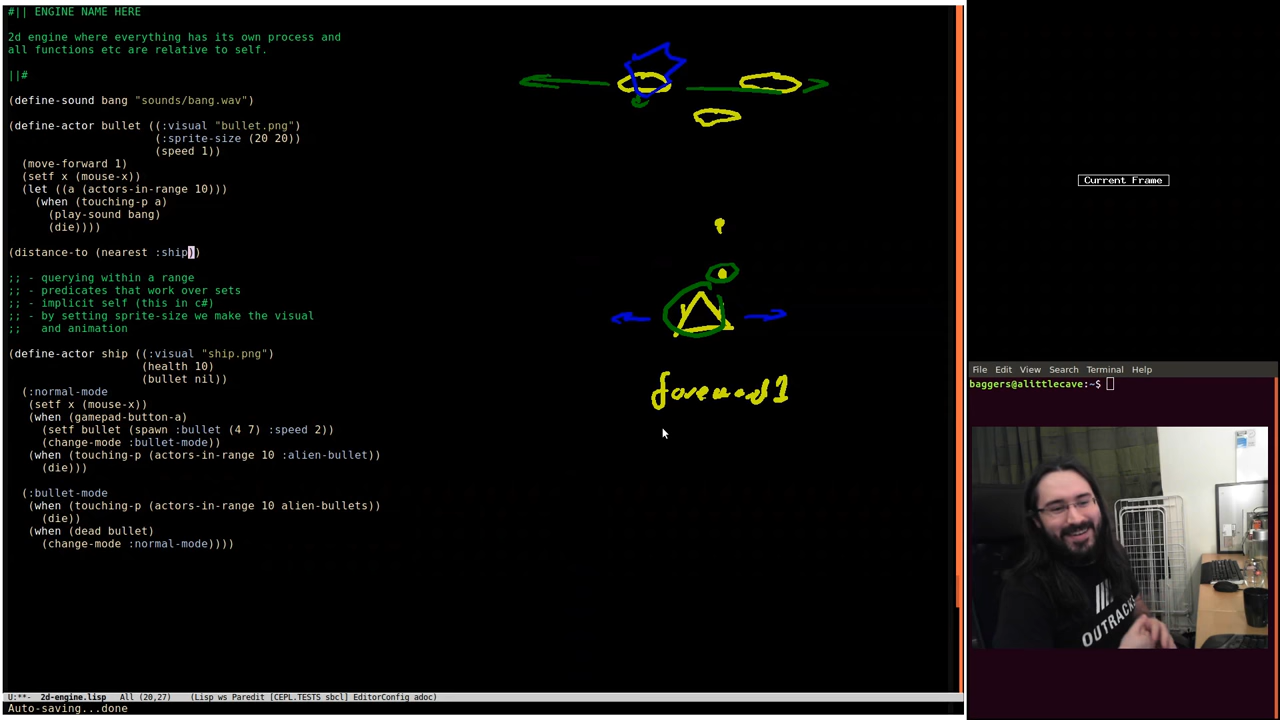 #|| ENGINE NAME HERE
2d engine where everything has its own process and
all functions etc are relative to self.
||#
(define-sound bang "sounds/bang.wav")
(define-actor bullet ((:visual "bullet.png")
(:sprite-size (20 20))
(speed 1))
(move-forward 1)
(setf x (mouse-x))
(let ((a (actors-in-range 10)))
(when (touching-p a)
(play-sound bang)
(die))))
(distance-to (nearest :ship))
;; - querying within a range
;; - predicates that work over sets
;; - implicit self (this in c#)
;; - by setting sprite-size we make the visual
;;   and animation
(define-actor ship ((:visual "ship.png")
(health 10)
(bullet nil))
(:normal-mode
(setf x (mouse-x))
(when (gamepad-button-a)
(setf bullet (spawn :bullet (4 7) :speed 2))
(change-mode :bullet-mode))
(when (touching-p (actors-in-range 10 :alien-bullet))
(die)))
(:bullet-mode
(when (touching-p (actors-in-range 10 alien-bullets))
(die))
(when (dead bullet)
(change-mode :normal-mode))))
U:**- 2d-engine.lisp All (20,27) (Lisp ws Paredit [CEPL.TESTS sbcl] EditorConfig adoc)
Auto-saving...done
foreward 1
Current Frame
File Edit View Search Terminal Help
baggers@alittlecave:~$
OUTRACKS